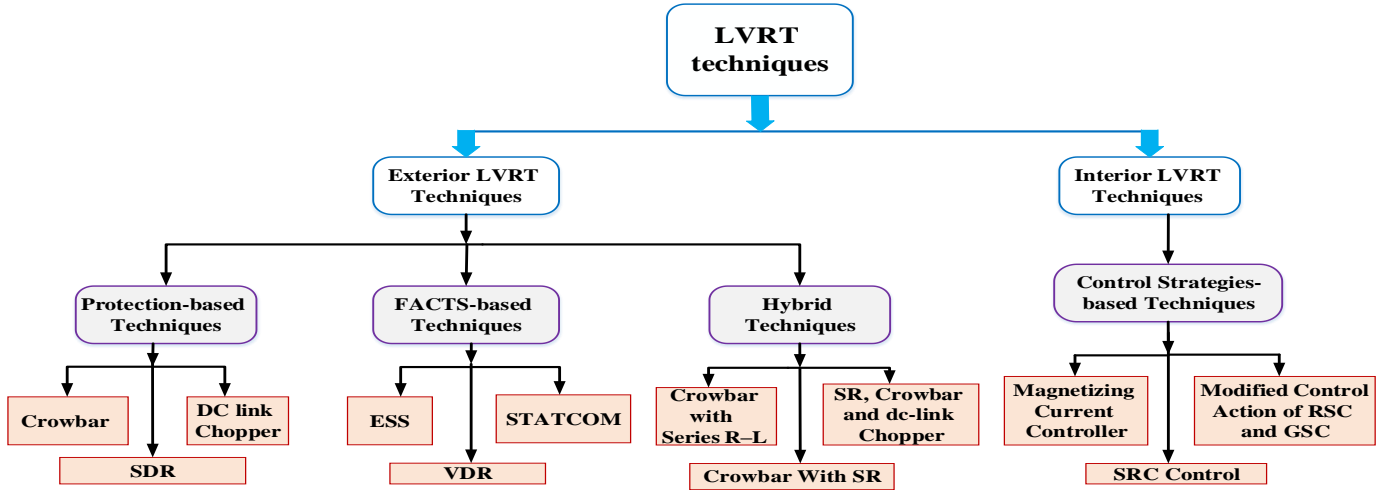 LVRT
techniques
Exterior LVRT
Techniques
Interior LVRT
Techniques
Protection-based
Techniques
FACTS-based
Techniques
Hybrid
Techniques
Control Strategies-
based Techniques
Crowbar
DC link
Chopper
SDR
ESS
STATCOM
VDR
Crowbar
with
Series R–L
SR, Crowbar
and dc-link
Chopper
Crowbar With SR
Magnetizing
Current
Controller
Modified Control
Action of RSC
and GSC
SRC Control